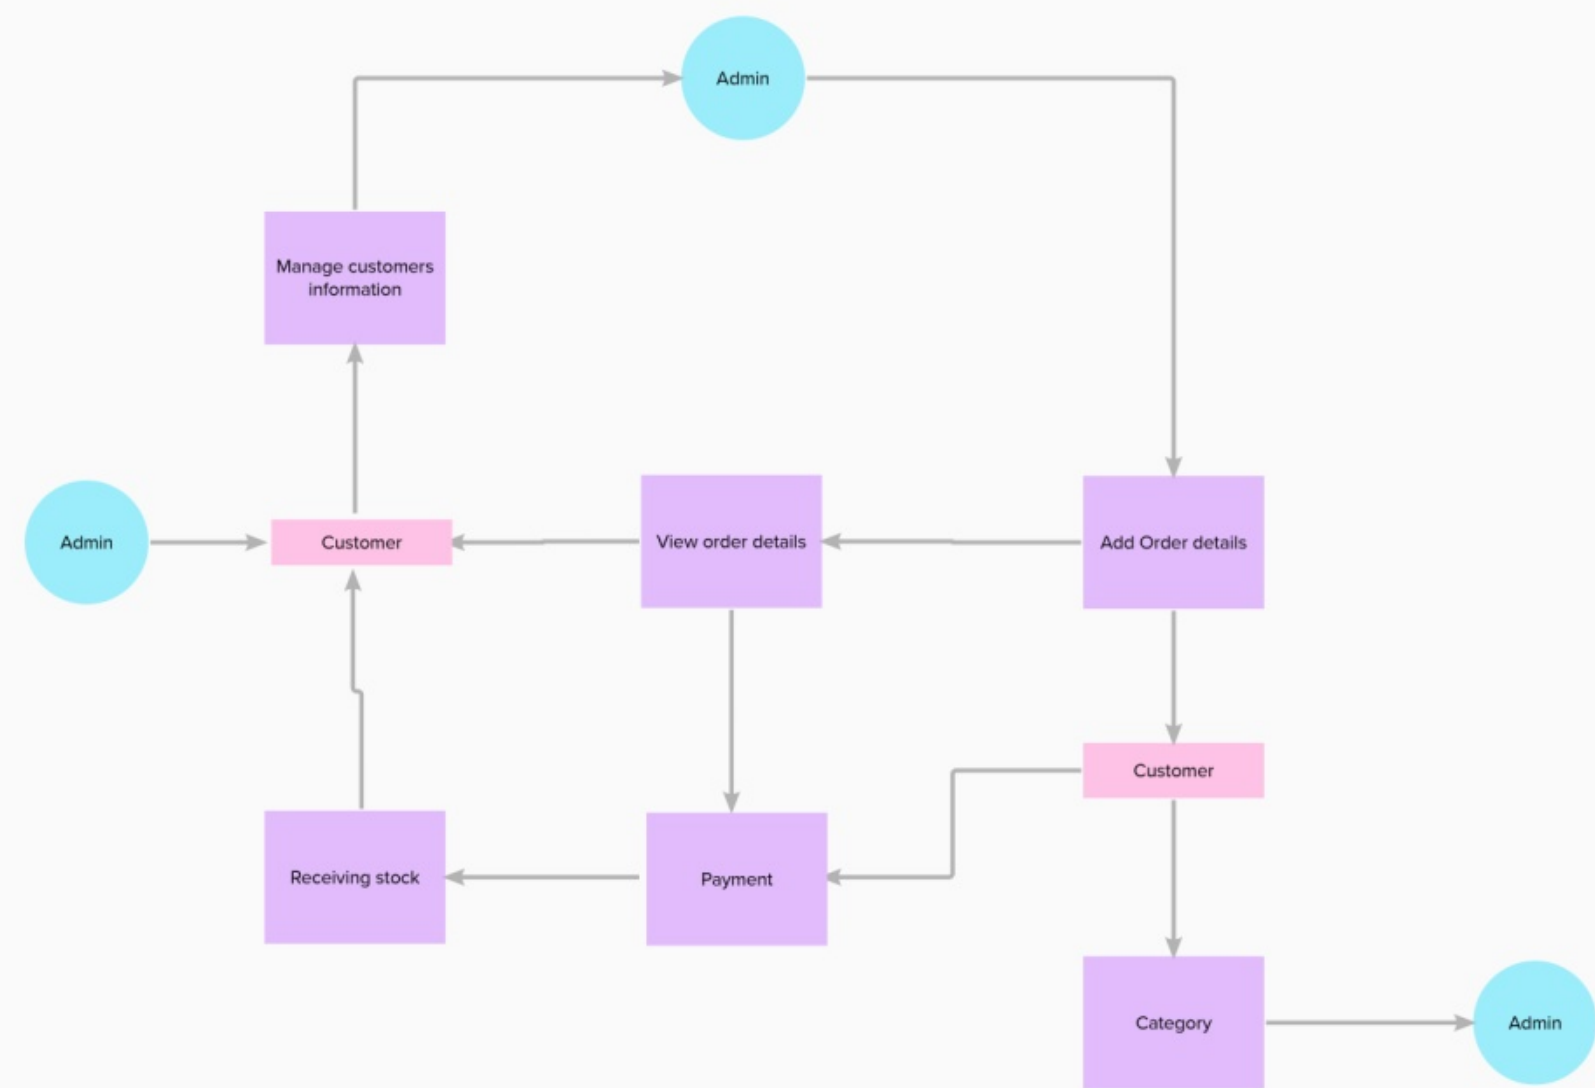 Admin
Manage customers
information
Admin
Customer
View order details
Add Order details
Customer
Receiving stock
Payment
Category
Admin